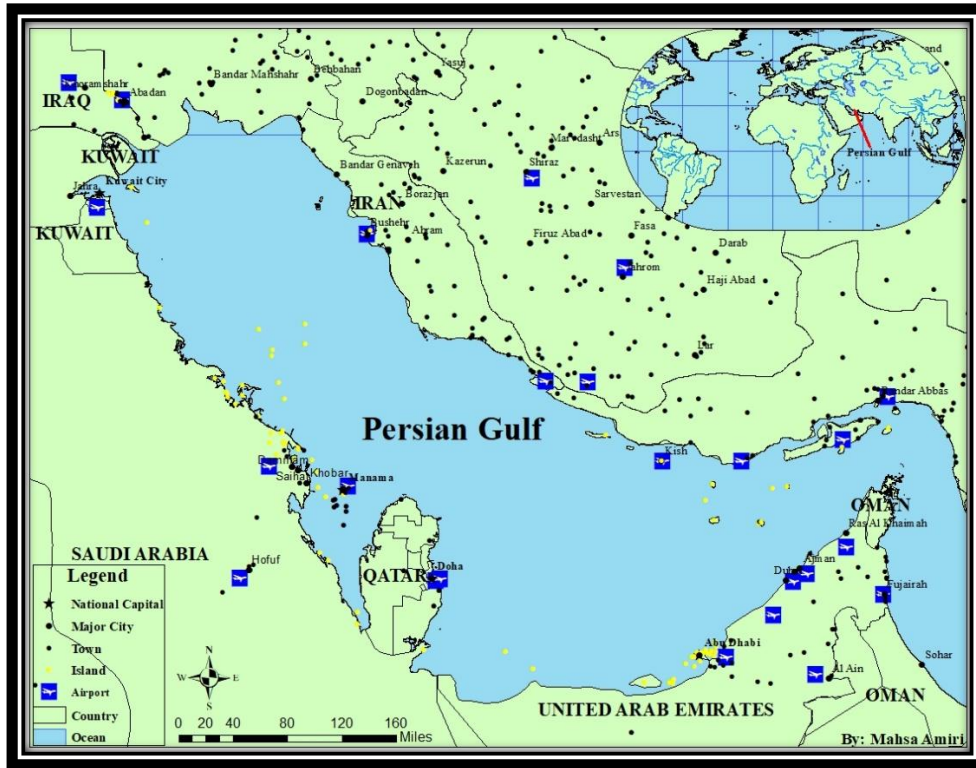 Bandar Mahshahr
Behbahan
Yasuj
IRAQ
Abadan
Dogonbadan
Marvdasht
Ars
Persian Gulf
KUWAIT
Bandar Genaveh
Kazerun
Shiraz
Jahra
Kuwait City
IRAN
Borazjan
Sarvestan
KUWAIT
Bushehr
Ahram
Firuz Abad
Fasa
Darab
Jahrom
Haji Abad
Lar
Bandar Abbas
Persian Gulf
Kish
Dammam
Saihat
Khobar
Manama
OMAN
Ras Al Khaimah
SAUDI ARABIA
Hofuf
QATAR
Doha
Ajman
Dubai
Fujairah
Abu Dhabi
Al Ain
Sohar
OMAN
UNITED ARAB EMIRATES
Legend
National Capital
Major City
Town
Island
Airport
Country
Ocean
N
W
E
S
0 20 40 80 120 160
Miles
By: Mahsa Amiri